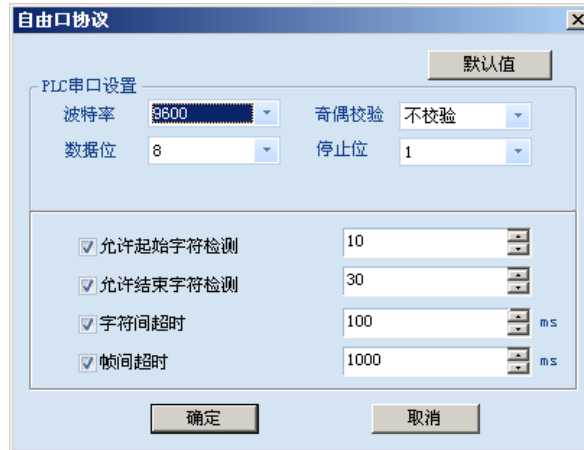 自由口协议
默认值
PLC串口设置
波特率 9600 奇偶校验 不校验
数据位 8 停止位 1
允许起始字符检测 10
允许结束字符检测 30
字符间超时 100 ms
帧间超时 1000 ms
确定 取消